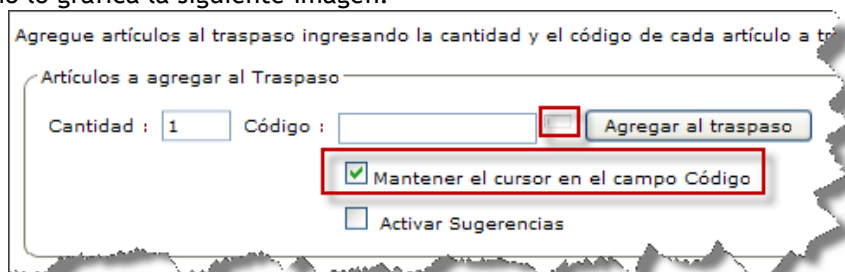 lo grafica la siguiente imagen.
Agregue artículos al traspaso ingresando la cantidad y el código de cada artículo a
Artículos a agregar al Traspaso
Cantidad : 1 Código : Agregar al traspaso
Mantener el cursor en el campo Código
Activar Sugerencias